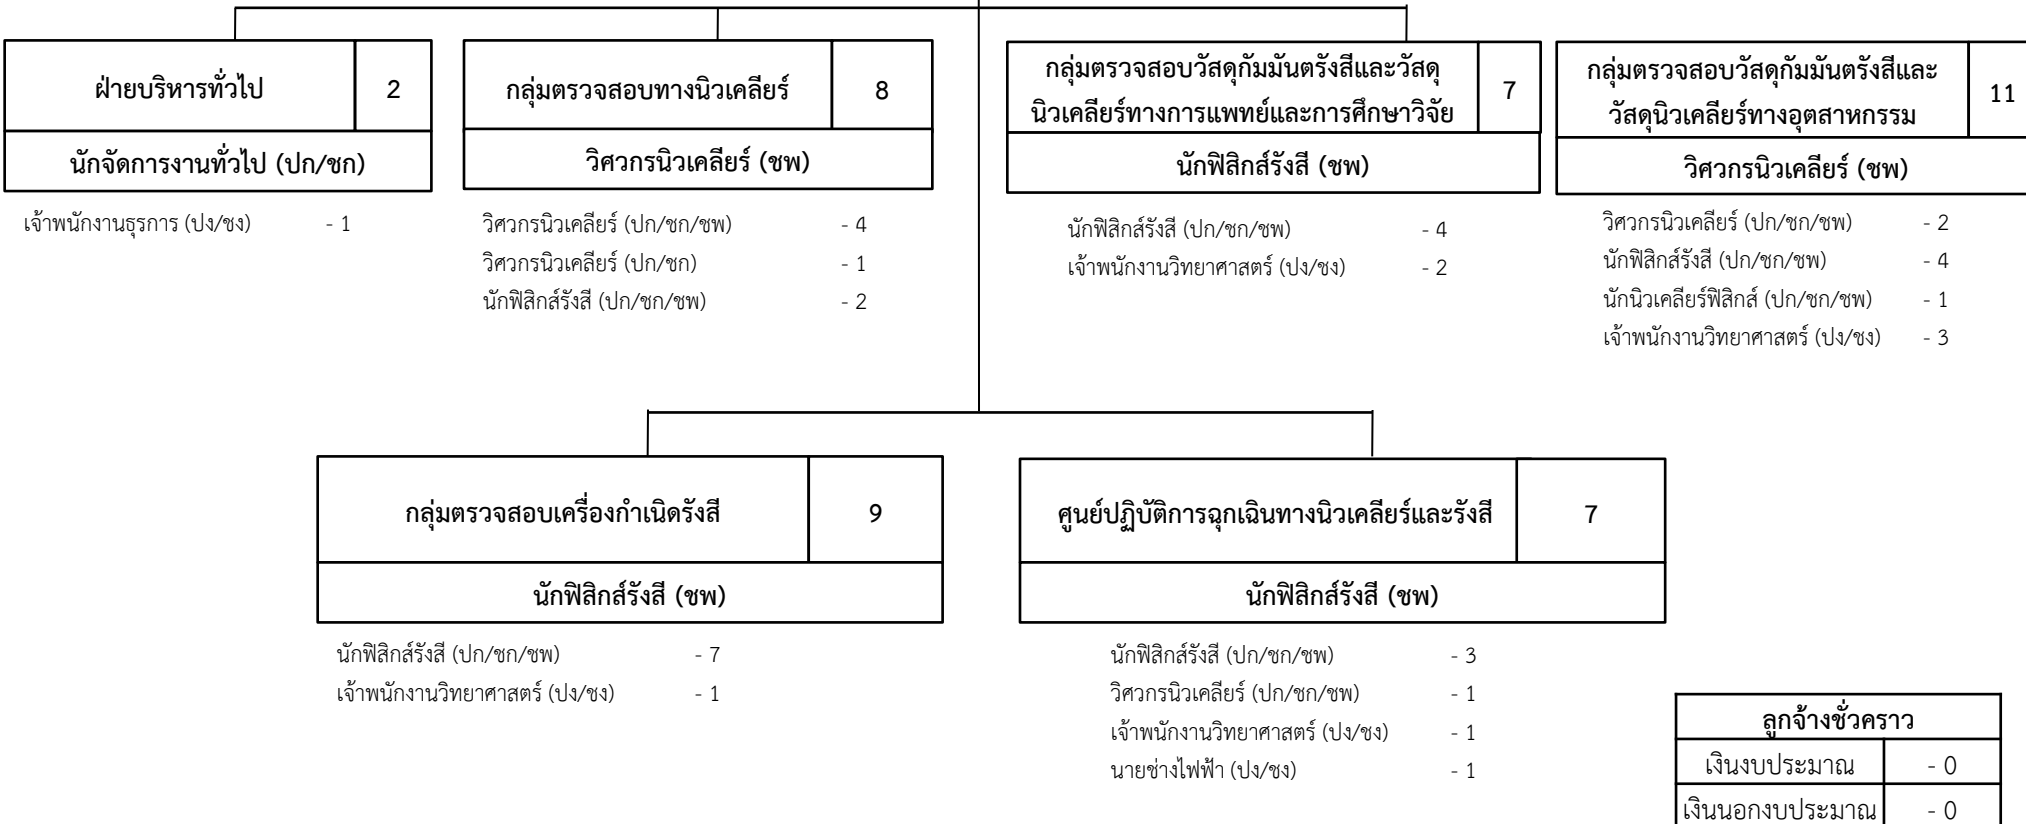 ฝ่ายบริหารทั่วไป 2
นักจัดการงานทั่วไป (ปก/ชก)
เจ้าพนักงานธุรการ (ปง/ชง) - 1
กลุ่มตรวจสอบทางนิวเคลียร์ 8
วิศวกรนิวเคลียร์ (ชพ)
วิศวกรนิวเคลียร์ (ปก/ชก/ชพ) - 4
วิศวกรนิวเคลียร์ (ปก/ชก) - 1
นักฟิสิกส์รังสี (ปก/ชก/ชพ) - 2
กลุ่มตรวจสอบวัสดุกัมมันตรังสีและวัสดุ
นิวเคลียร์ทางการแพทย์และการศึกษาวิจัย 7
นักฟิสิกส์รังสี (ชพ)
นักฟิสิกส์รังสี (ปก/ชก/ชพ) - 4
เจ้าพนักงานวิทยาศาสตร์ (ปง/ชง) - 2
กลุ่มตรวจสอบวัสดุกัมมันตรังสีและ
วัสดุนิวเคลียร์ทางอุตสาหกรรม 11
วิศวกรนิวเคลียร์ (ชพ)
วิศวกรนิวเคลียร์ (ปก/ชก/ชพ) - 2
นักฟิสิกส์รังสี (ปก/ชก/ชพ) - 4
นักนิวเคลียร์ฟิสิกส์ (ปก/ชก/ชพ) - 1
เจ้าพนักงานวิทยาศาสตร์ (ปง/ชง) - 3
กลุ่มตรวจสอบเครื่องกำเนิดรังสี 9
นักฟิสิกส์รังสี (ชพ)
นักฟิสิกส์รังสี (ปก/ชก/ชพ) - 7
เจ้าพนักงานวิทยาศาสตร์ (ปง/ชง) - 1
ศูนย์ปฏิบัติการฉุกเฉินทางนิวเคลียร์และรังสี 7
นักฟิสิกส์รังสี (ชพ)
นักฟิสิกส์รังสี (ปก/ชก/ชพ) - 3
วิศวกรนิวเคลียร์ (ปก/ชก/ชพ) - 1
เจ้าพนักงานวิทยาศาสตร์ (ปง/ชง) - 1
นายช่างไฟฟ้า (ปง/ชง) - 1
ลูกจ้างชั่วคราว
เงินงบประมาณ - 0
เงินนอกงบประมาณ - 0